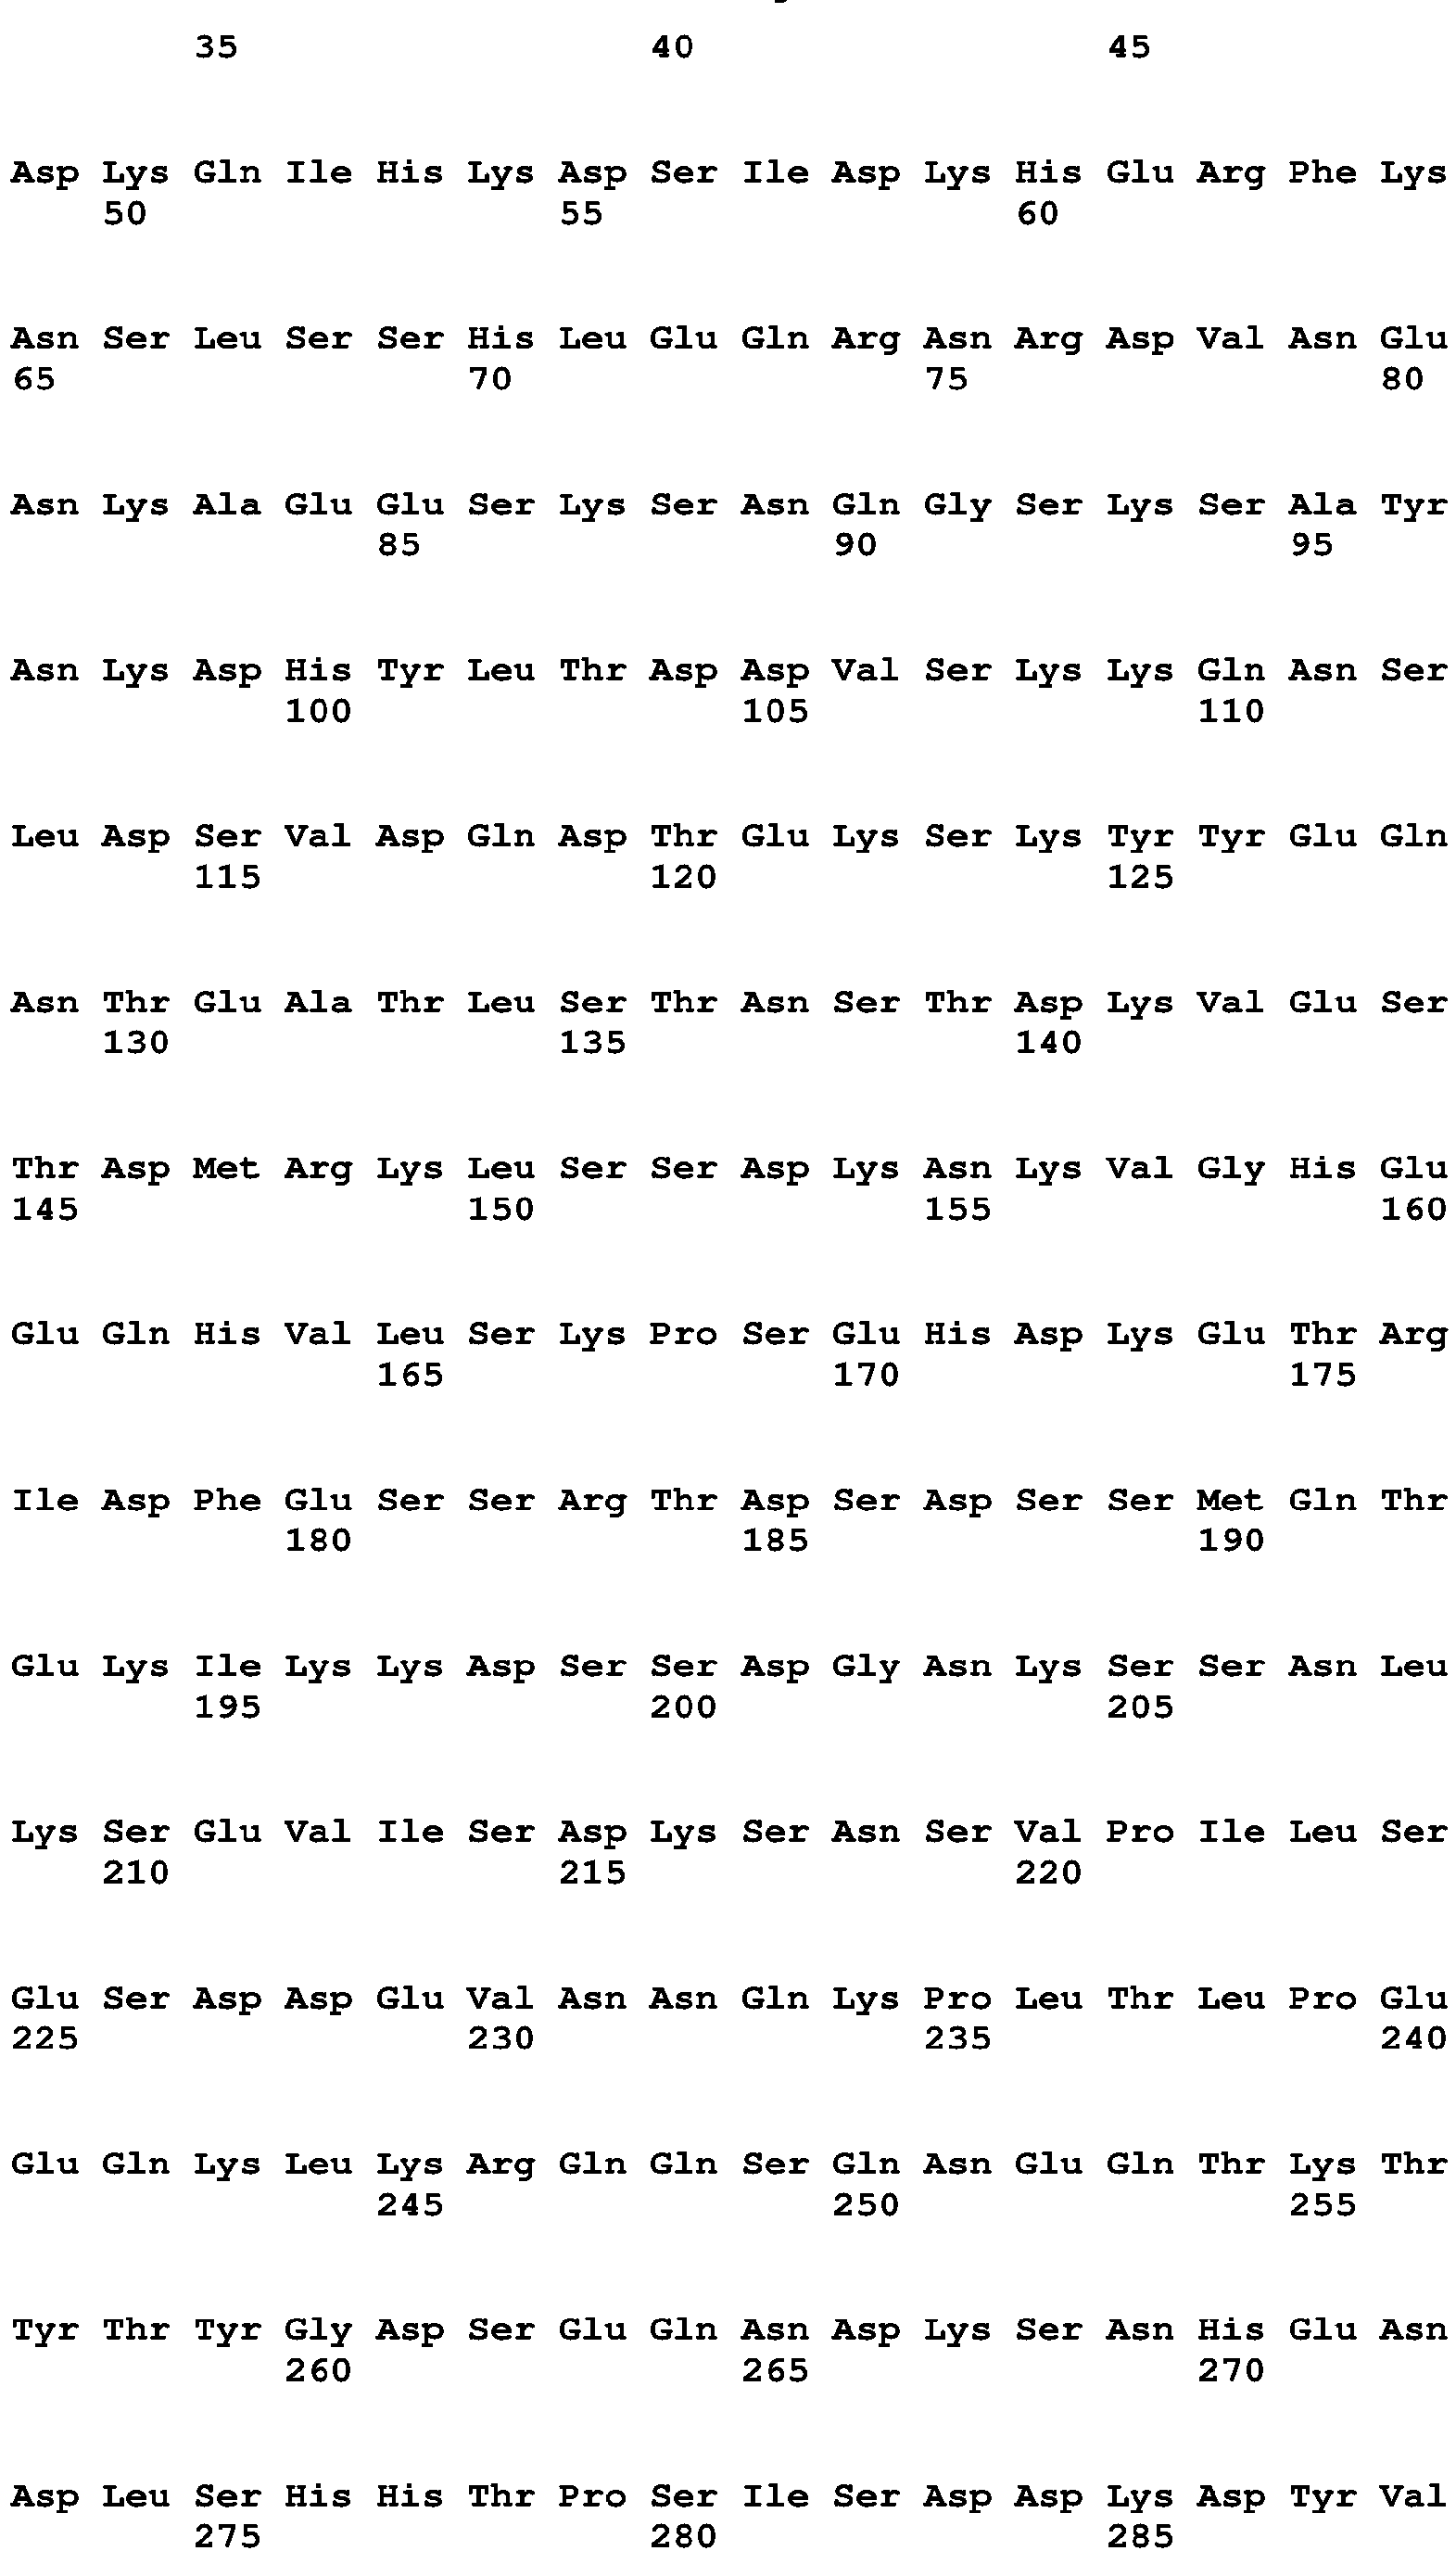 35 40 45
Asp Lys Gln Ile His Lys Asp Ser Ile Asp Lys His Glu Arg Phe Lys
50 55 60
Asn Ser Leu Ser Ser His Leu Glu Gln Arg Asn Arg Asp Val Asn Glu
65 70 75 80
Asn Lys Ala Glu Glu Ser Lys Ser Asn Gln Gly Ser Lys Ser Ala Tyr
85 90 95
Asn Lys Asp His Tyr Leu Thr Asp Asp Val Ser Lys Lys Gln Asn Ser
100 105 110
Leu Asp Ser Val Asp Gln Asp Thr Glu Lys Ser Lys Tyr Tyr Glu Gln
115 120 125
Asn Thr Glu Ala Thr Leu Ser Thr Asn Ser Thr Asp Lys Val Glu Ser
130 135 140
Thr Asp Met Arg Lys Leu Ser Ser Asp Lys Asn Lys Val Gly His Glu
145 150 155 160
Glu Gln His Val Leu Ser Lys Pro Ser Glu His Asp Lys Glu Thr Arg
165 170 175
Ile Asp Phe Glu Ser Ser Arg Thr Asp Ser Asp Ser Ser Met Gln Thr
180 185 190
Glu Lys Ile Lys Lys Asp Ser Ser Asp Gly Asn Lys Ser Ser Asn Leu
195 200 205
Lys Ser Glu Val Ile Ser Asp Lys Ser Asn Ser Val Pro Ile Leu Ser
210 215 220
Glu Ser Asp Asp Glu Val Asn Asn Gln Lys Pro Leu Thr Leu Pro Glu
225 230 235 240
Glu Gln Lys Leu Lys Arg Gln Gln Ser Gln Asn Glu Gln Thr Lys Thr
245 250 255
Tyr Thr Tyr Gly Asp Ser Glu Gln Asn Asp Lys Ser Asn His Glu Asn
260 265 270
Asp Leu Ser His His Thr Pro Ser Ile Ser Asp Asp Lys Asp Tyr Val
275 280 285